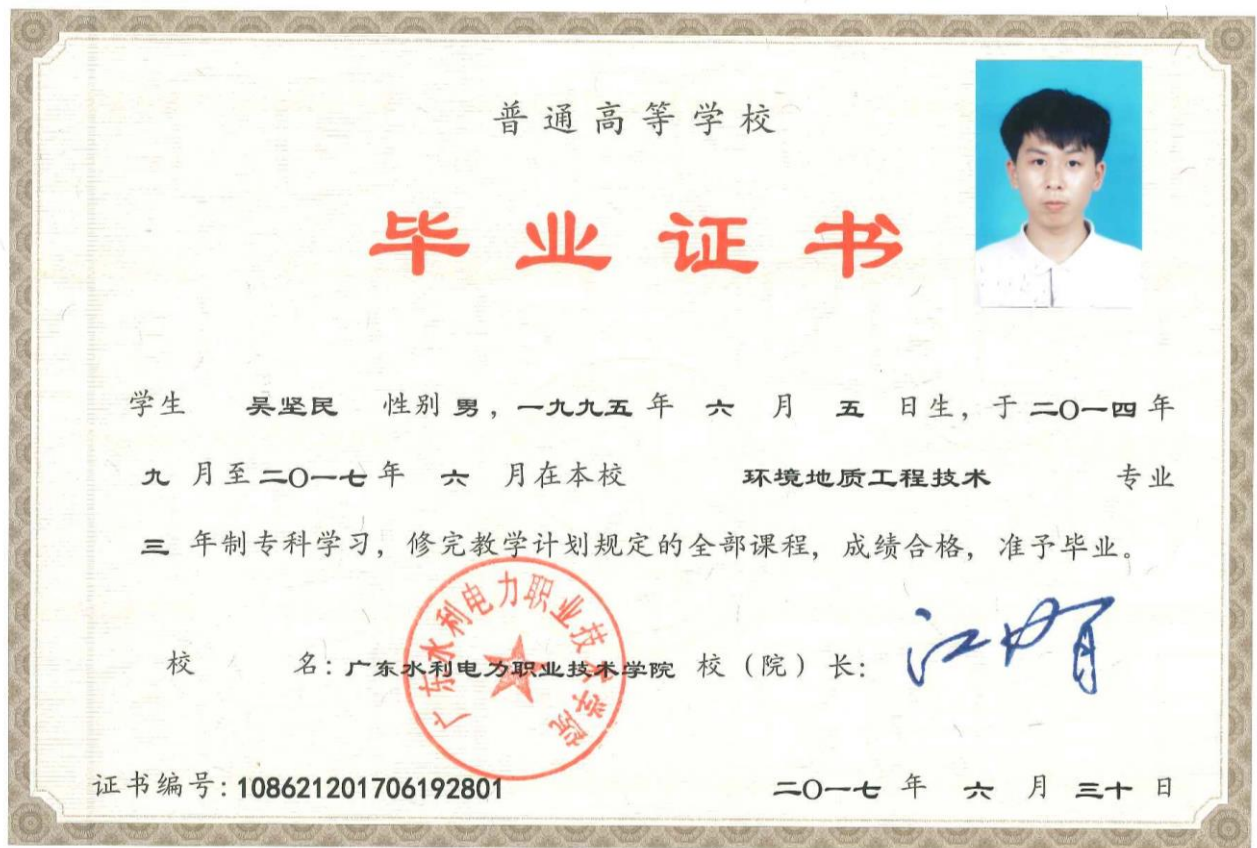 普通高等学校
毕业证书
学生 吴坚民 性别 男，一九九五 年 六 月 五 日生，于 二〇一四 年
九 月至 二〇一七 年 六 月在本校 环境地质工程技术 专业
三 年制专科学习，修完教学计划规定的全部课程，成绩合格，准予毕业。
广东水利电力职业技术学院
校 名：广东水利电力职业技术学院 校（院）长：
证书编号：108621201706192801 二〇一七 年 六 月 三十 日